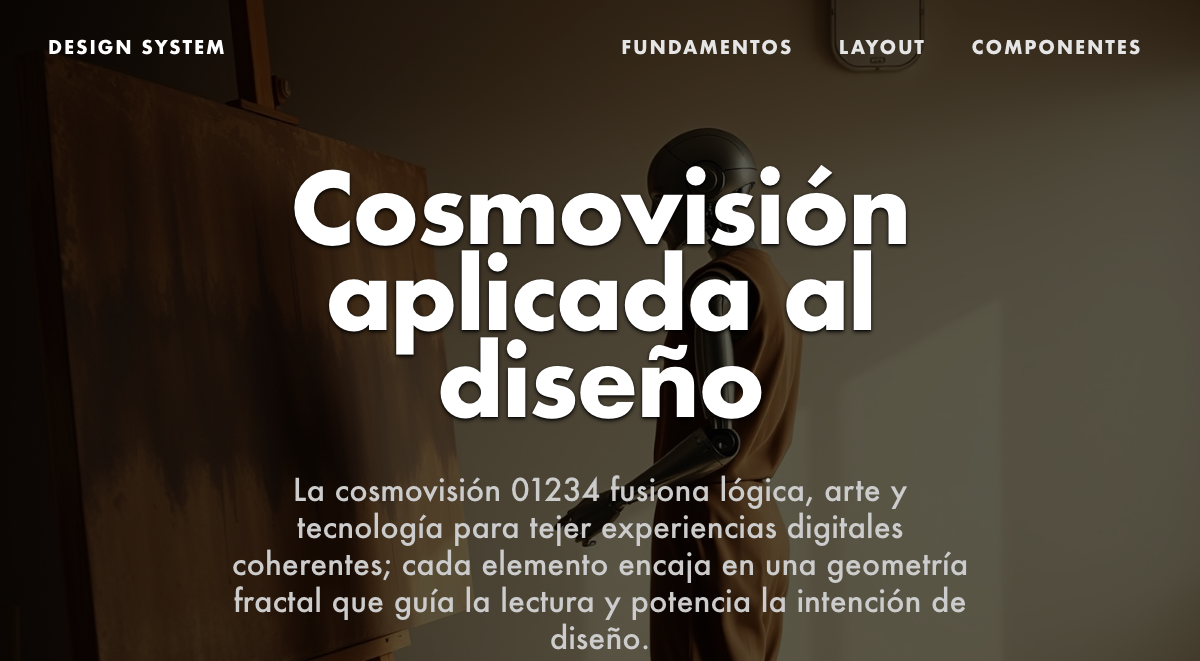 DESIGN SYSTEM FUNDAMENTOS LAYOUT COMPONENTES
Cosmovisión
aplicada al
diseño
La cosmovisión 01234 fusiona lógica, arte y
tecnología para tejer experiencias digitales
coherentes; cada elemento encaja en una geometría
fractal que guía la lectura y potencia la intención de
diseño.